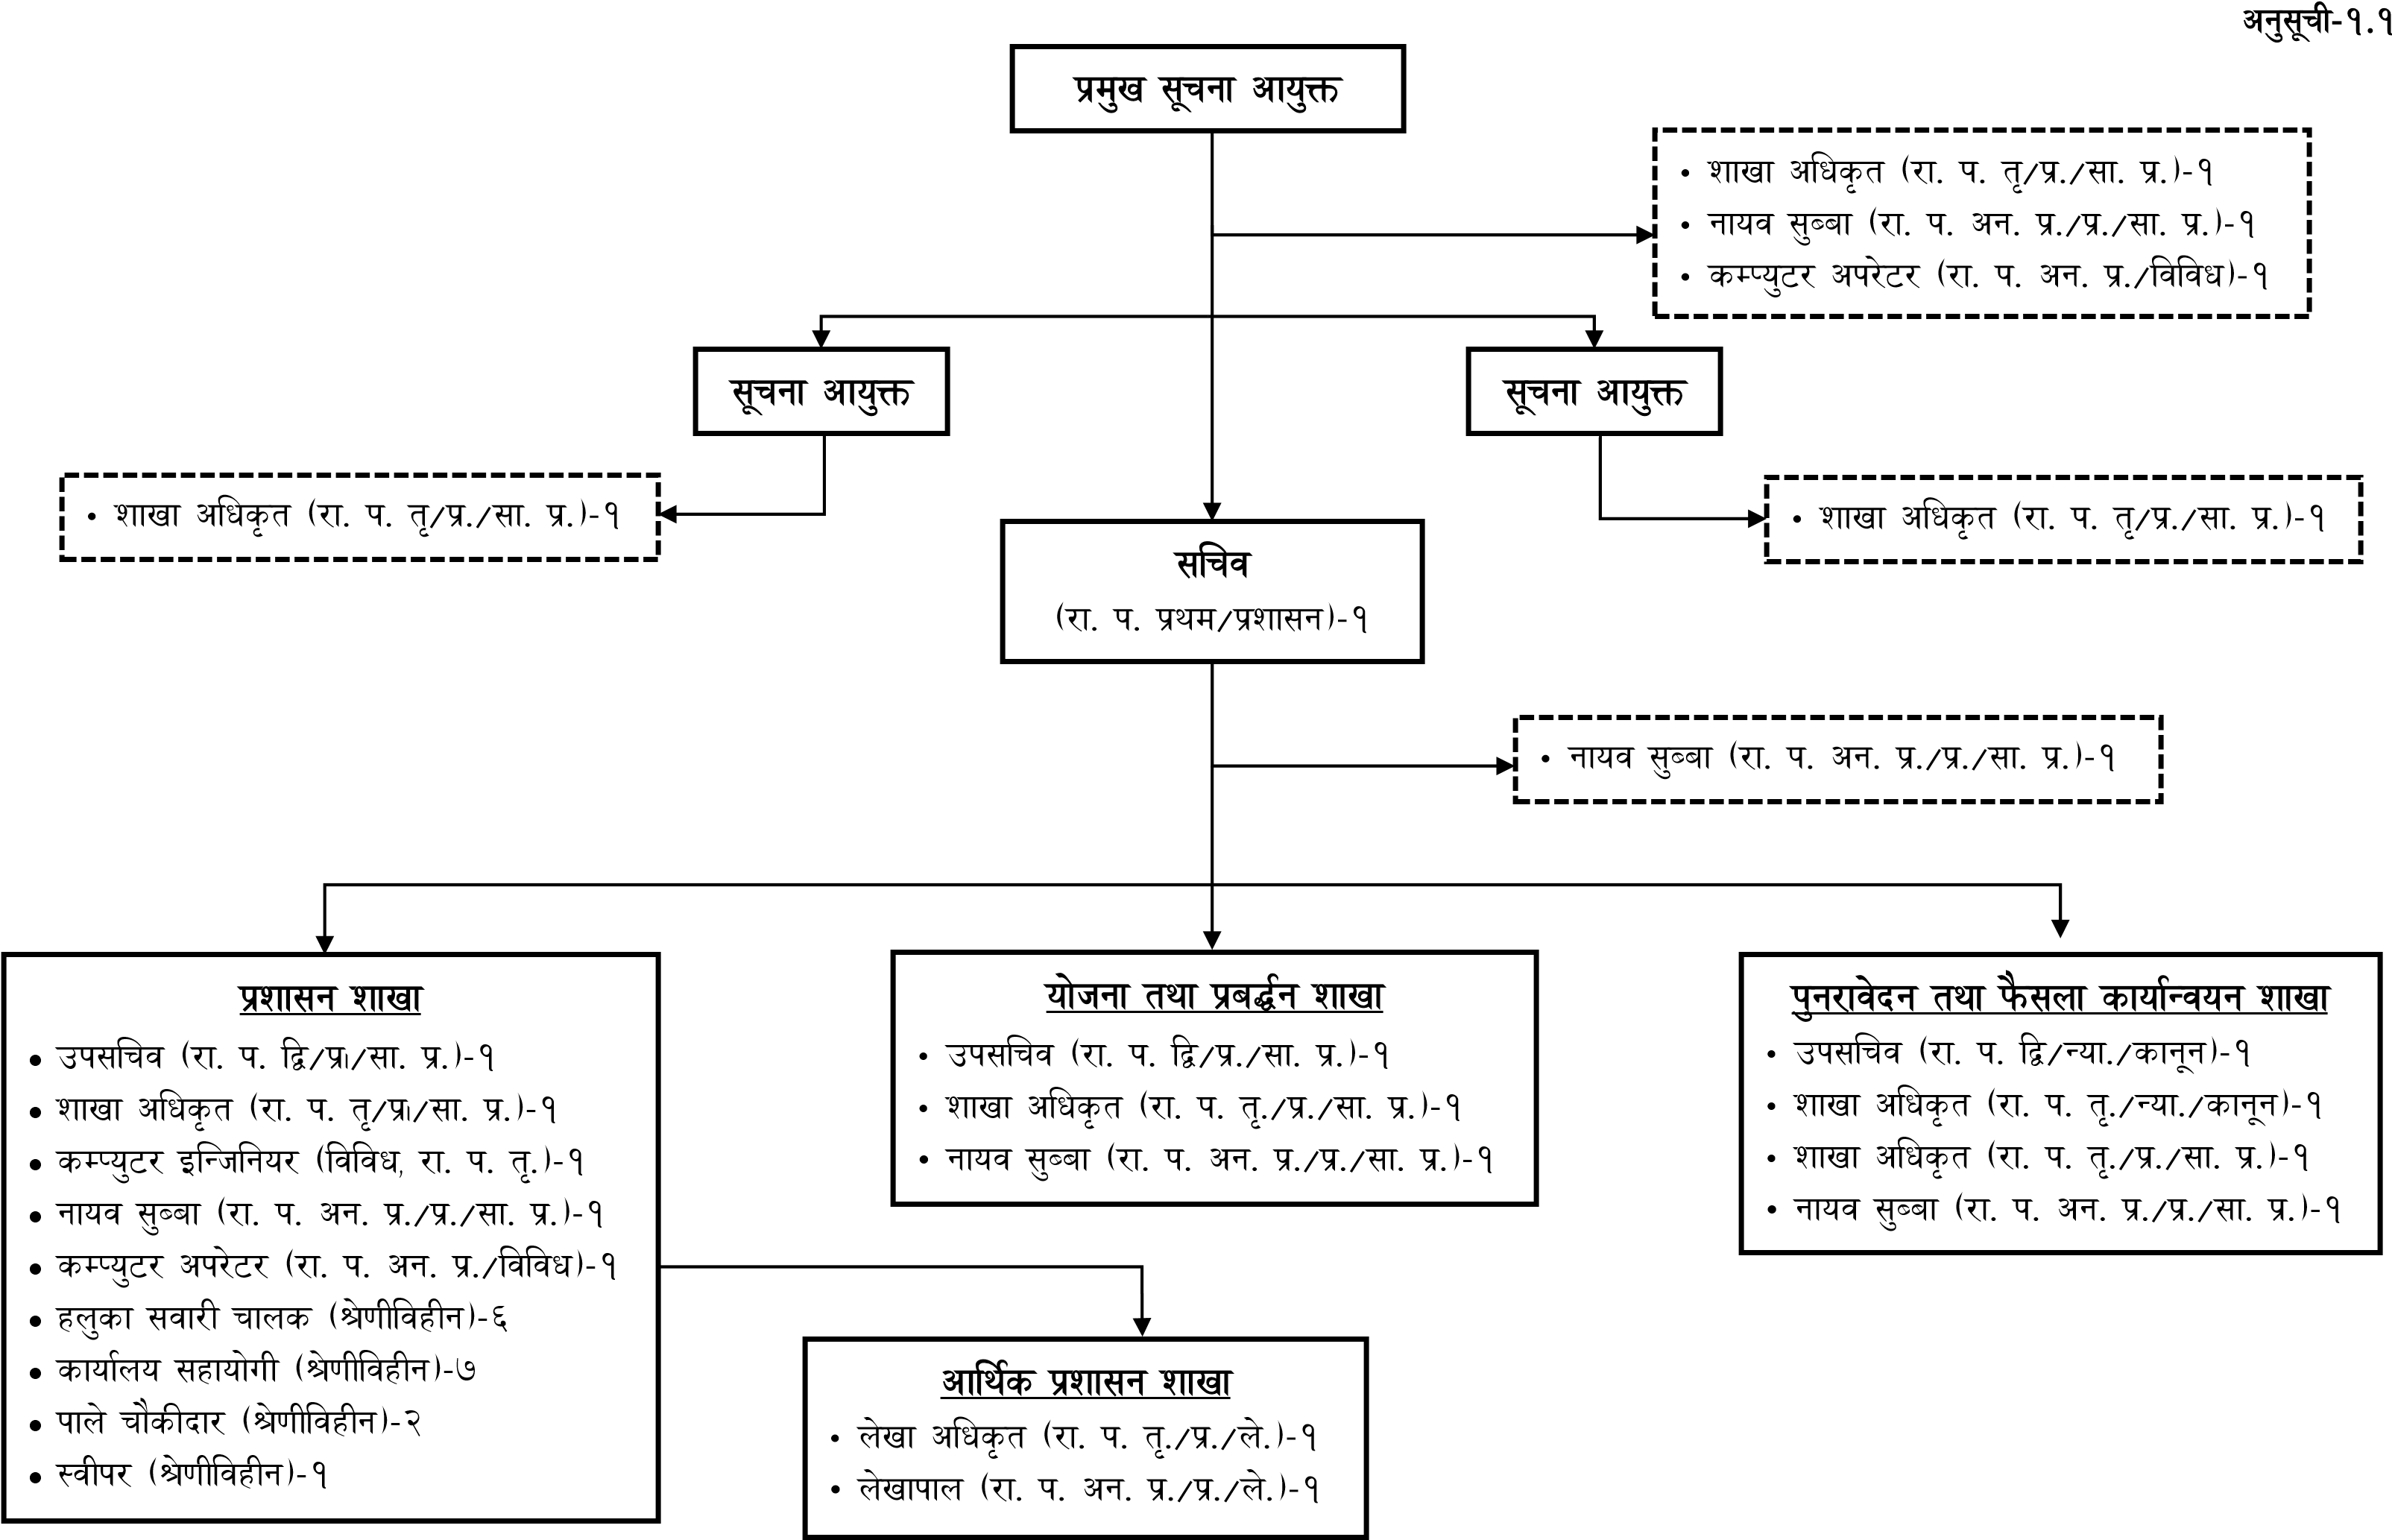 अनुसूची-१.१
प्रमुख सूचना आयुक्त
• शाखा अधिकृत (रा. प. तृ/प्र./सा. प्र.)-१
• नायव सुब्बा (रा. प. अन. प्र./प्र./सा. प्र.)-१
• कम्प्युटर अपरेटर (रा. प. अन. प्र./विविध)-१
सूचना आयुक्त
सूचना आयुक्त
• शाखा अधिकृत (रा. प. तृ/प्र./सा. प्र.)-१
• शाखा अधिकृत (रा. प. तृ/प्र./सा. प्र.)-१
सचिव
(रा. प. प्रथम/प्रशासन)-१
• नायव सुब्बा (रा. प. अन. प्र./प्र./सा. प्र.)-१
प्रशासन शाखा
• उपसचिव (रा. प. द्वि/प्र।/सा. प्र.)-१
• शाखा अधिकृत (रा. प. तृ/प्र।/सा. प्र.)-१
• कम्प्युटर इन्जिनियर (विविध, रा. प. तृ.)-१
• नायव सुब्बा (रा. प. अन. प्र./प्र./सा. प्र.)-१
• कम्प्युटर अपरेटर (रा. प. अन. प्र./विविध)-१
• हलुका सवारी चालक (श्रेणीविहीन)-६
• कार्यालय सहायोगी (श्रेणीविहीन)-७
• पाले चौकीदार (श्रेणीविहीन)-२
• स्वीपर (श्रेणीविहीन)-१
योजना तथा प्रबर्द्धन शाखा
• उपसचिव (रा. प. द्वि/प्र./सा. प्र.)-१
• शाखा अधिकृत (रा. प. तृ./प्र./सा. प्र.)-१
• नायव सुब्बा (रा. प. अन. प्र./प्र./सा. प्र.)-१
पुनरावेदन तथा फैसला कार्यान्वयन शाखा
• उपसचिव (रा. प. द्वि/न्या./कानून)-१
• शाखा अधिकृत (रा. प. तृ./न्या./कानून)-१
• शाखा अधिकृत (रा. प. तृ./प्र./सा. प्र.)-१
• नायव सुब्बा (रा. प. अन. प्र./प्र./सा. प्र.)-१
आर्थिक प्रशासन शाखा
• लेखा अधिकृत (रा. प. तृ./प्र./ले.)-१
• लेखापाल (रा. प. अन. प्र./प्र./ले.)-१